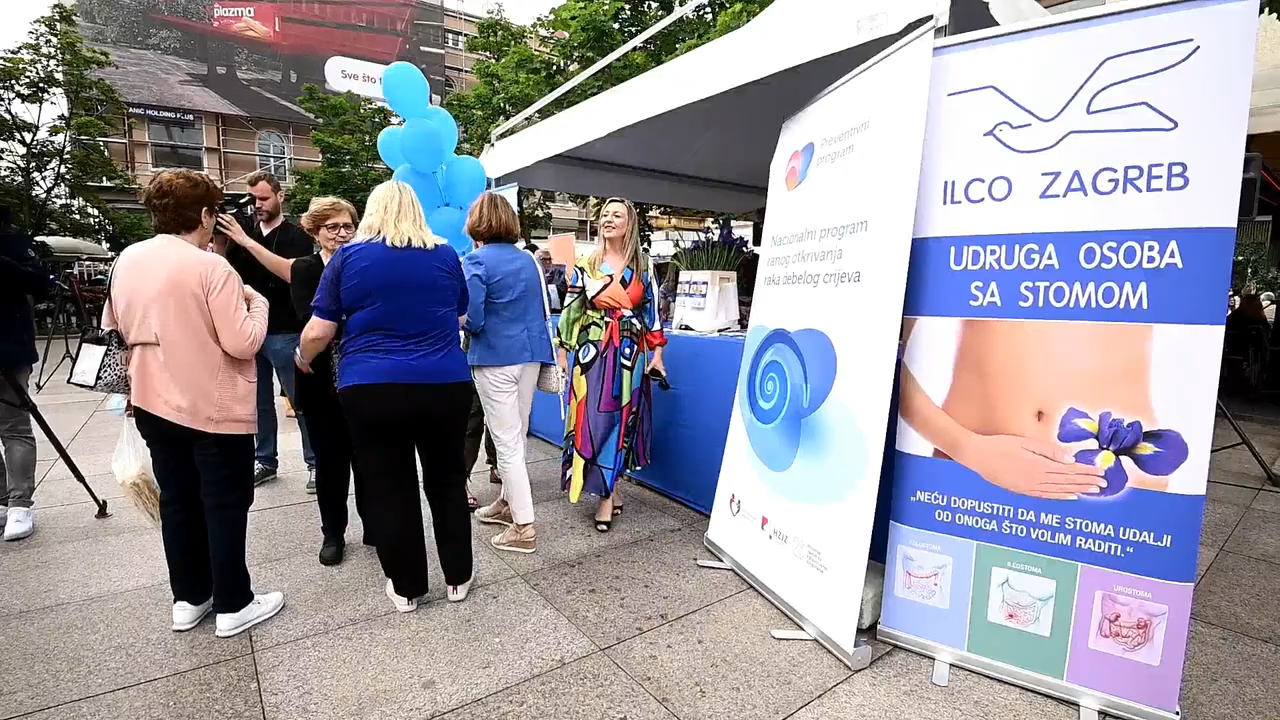 plazma
Sve što
ANIC HOLDING PLUS
Preventivni
program
Nacionalni program
ranog otkrivanja
raka debelog crijeva
HZJZ
ILCO ZAGREB
UDRUGA OSOBA
SA STOMOM
„NEĆU DOPUSTITI DA ME STOMA UDALJI
OD ONOGA ŠTO VOLIM RADITI.“
ILEOSTOMA
UROSTOMA